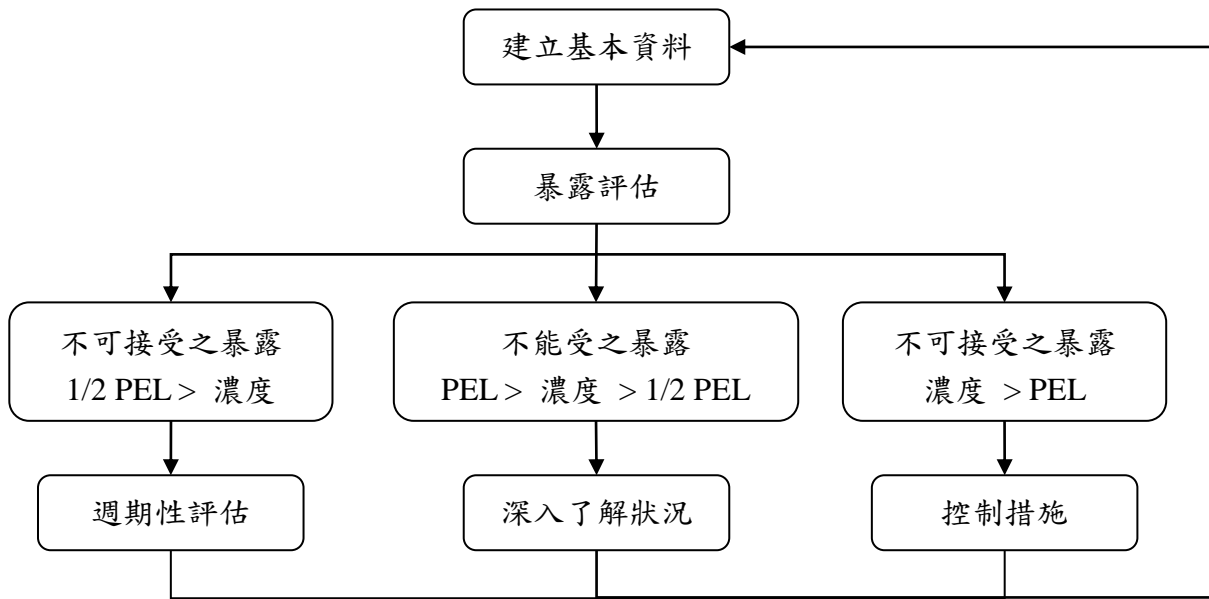 建立基本資料
暴露評估
不可接受之暴露
1/2 PEL > 濃度
不能受之暴露
PEL > 濃度 > 1/2 PEL
不可接受之暴露
濃度 > PEL
週期性評估
深入了解狀況
控制措施